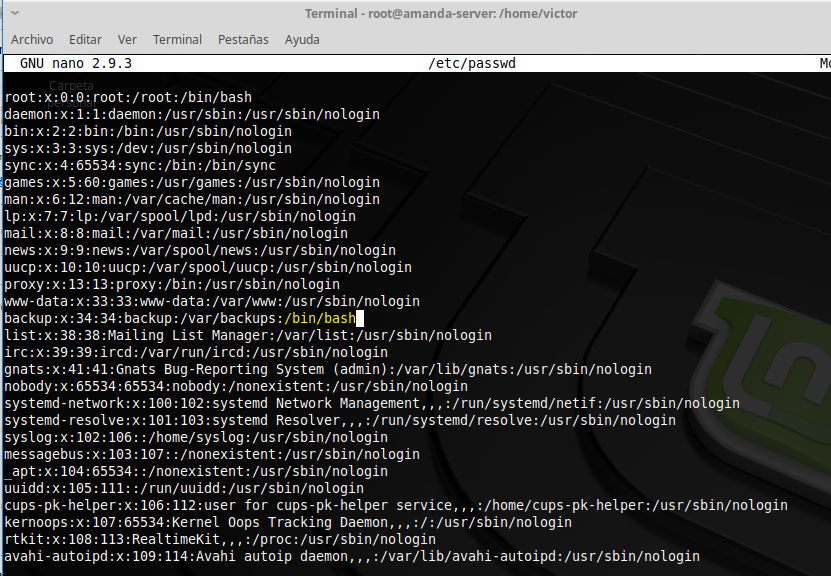 Terminal - root@amanda-server: /home/victor
Archivo Editar Ver Terminal Pestañas Ayuda
GNU nano 2.9.3 /etc/passwd
Carpeta
personal
root:x:0:0:root:/root:/bin/bash
daemon:x:1:1:daemon:/usr/sbin:/usr/sbin/nologin
bin:x:2:2:bin:/bin:/usr/sbin/nologin
sys:x:3:3:sys:/dev:/usr/sbin/nologin
sync:x:4:65534:sync:/bin:/bin/sync
games:x:5:60:games:/usr/games:/usr/sbin/nologin
man:x:6:12:man:/var/cache/man:/usr/sbin/nologin
lp:x:7:7:lp:/var/spool/lpd:/usr/sbin/nologin
mail:x:8:8:mail:/var/mail:/usr/sbin/nologin
news:x:9:9:news:/var/spool/news:/usr/sbin/nologin
uucp:x:10:10:uucp:/var/spool/uucp:/usr/sbin/nologin
proxy:x:13:13:proxy:/bin:/usr/sbin/nologin
www-data:x:33:33:www-data:/var/www:/usr/sbin/nologin
backup:x:34:34:backup:/var/backups:/bin/bash
list:x:38:38:Mailing List Manager:/var/list:/usr/sbin/nologin
irc:x:39:39:ircd:/var/run/ircd:/usr/sbin/nologin
gnats:x:41:41:Gnats Bug-Reporting System (admin):/var/lib/gnats:/usr/sbin/nologin
nobody:x:65534:65534:nobody:/nonexistent:/usr/sbin/nologin
systemd-network:x:100:102:systemd Network Management,,,:/run/systemd/netif:/usr/sbin/nologin
systemd-resolve:x:101:103:systemd Resolver,,,:/run/systemd/resolve:/usr/sbin/nologin
syslog:x:102:106::/home/syslog:/usr/sbin/nologin
messagebus:x:103:107::/nonexistent:/usr/sbin/nologin
_apt:x:104:65534::/nonexistent:/usr/sbin/nologin
uuidd:x:105:111::/run/uuidd:/usr/sbin/nologin
cups-pk-helper:x:106:112:user for cups-pk-helper service,,,:/home/cups-pk-helper:/usr/sbin/nologin
kernoops:x:107:65534:Kernel Oops Tracking Daemon,,,:/:/usr/sbin/nologin
rtkit:x:108:113:RealtimeKit,,,:/proc:/usr/sbin/nologin
avahi-autoipd:x:109:114:Avahi autoip daemon,,,:/var/lib/avahi-autoipd:/usr/sbin/nologin